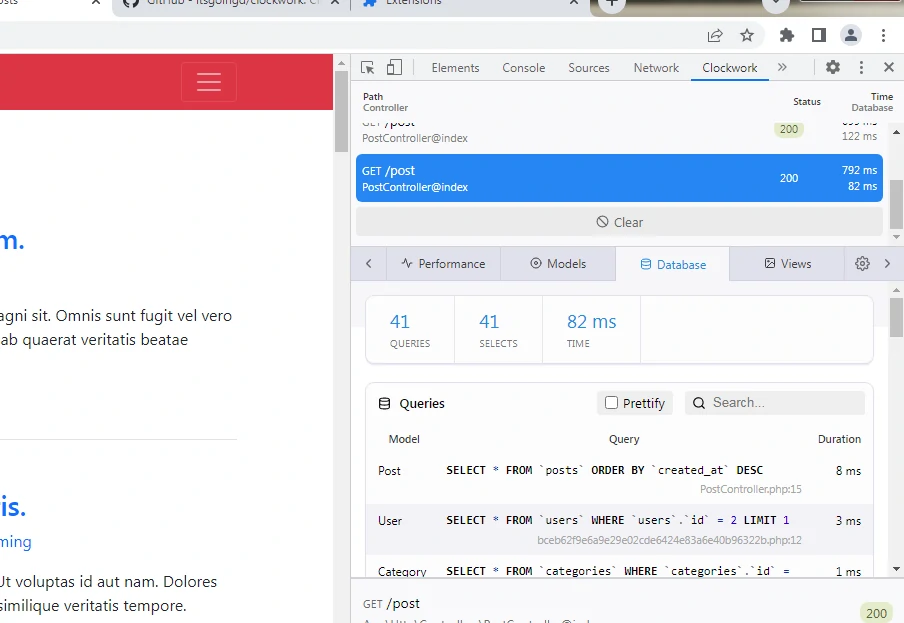 osts
GitHub - itsgoingd/clockwork: Cl
Extensions
Elements
Console
Sources
Network
Clockwork
Path
Controller
Status
Time
Database
GET /post
PostController@index
200
122 ms
GET /post
PostController@index
200
792 ms
82 ms
Clear
Performance
Models
Database
Views
41
QUERIES
41
SELECTS
82 ms
TIME
Queries
Prettify
Search...
Model
Query
Duration
Post
SELECT * FROM `posts` ORDER BY `created_at` DESC
8 ms
PostController.php:15
User
SELECT * FROM `users` WHERE `users`.`id` = 2 LIMIT 1
3 ms
bceb62f9e6a9e29e02cde6424e83a6e40b96322b.php:12
Category
SELECT * FROM `categories` WHERE `categories`.`id` =
1 ms
GET /post
200
m.
agni sit. Omnis sunt fugit vel vero
ab quaerat veritatis beatae
is.
ming
Ut voluptas id aut nam. Dolores
similique veritatis tempore.